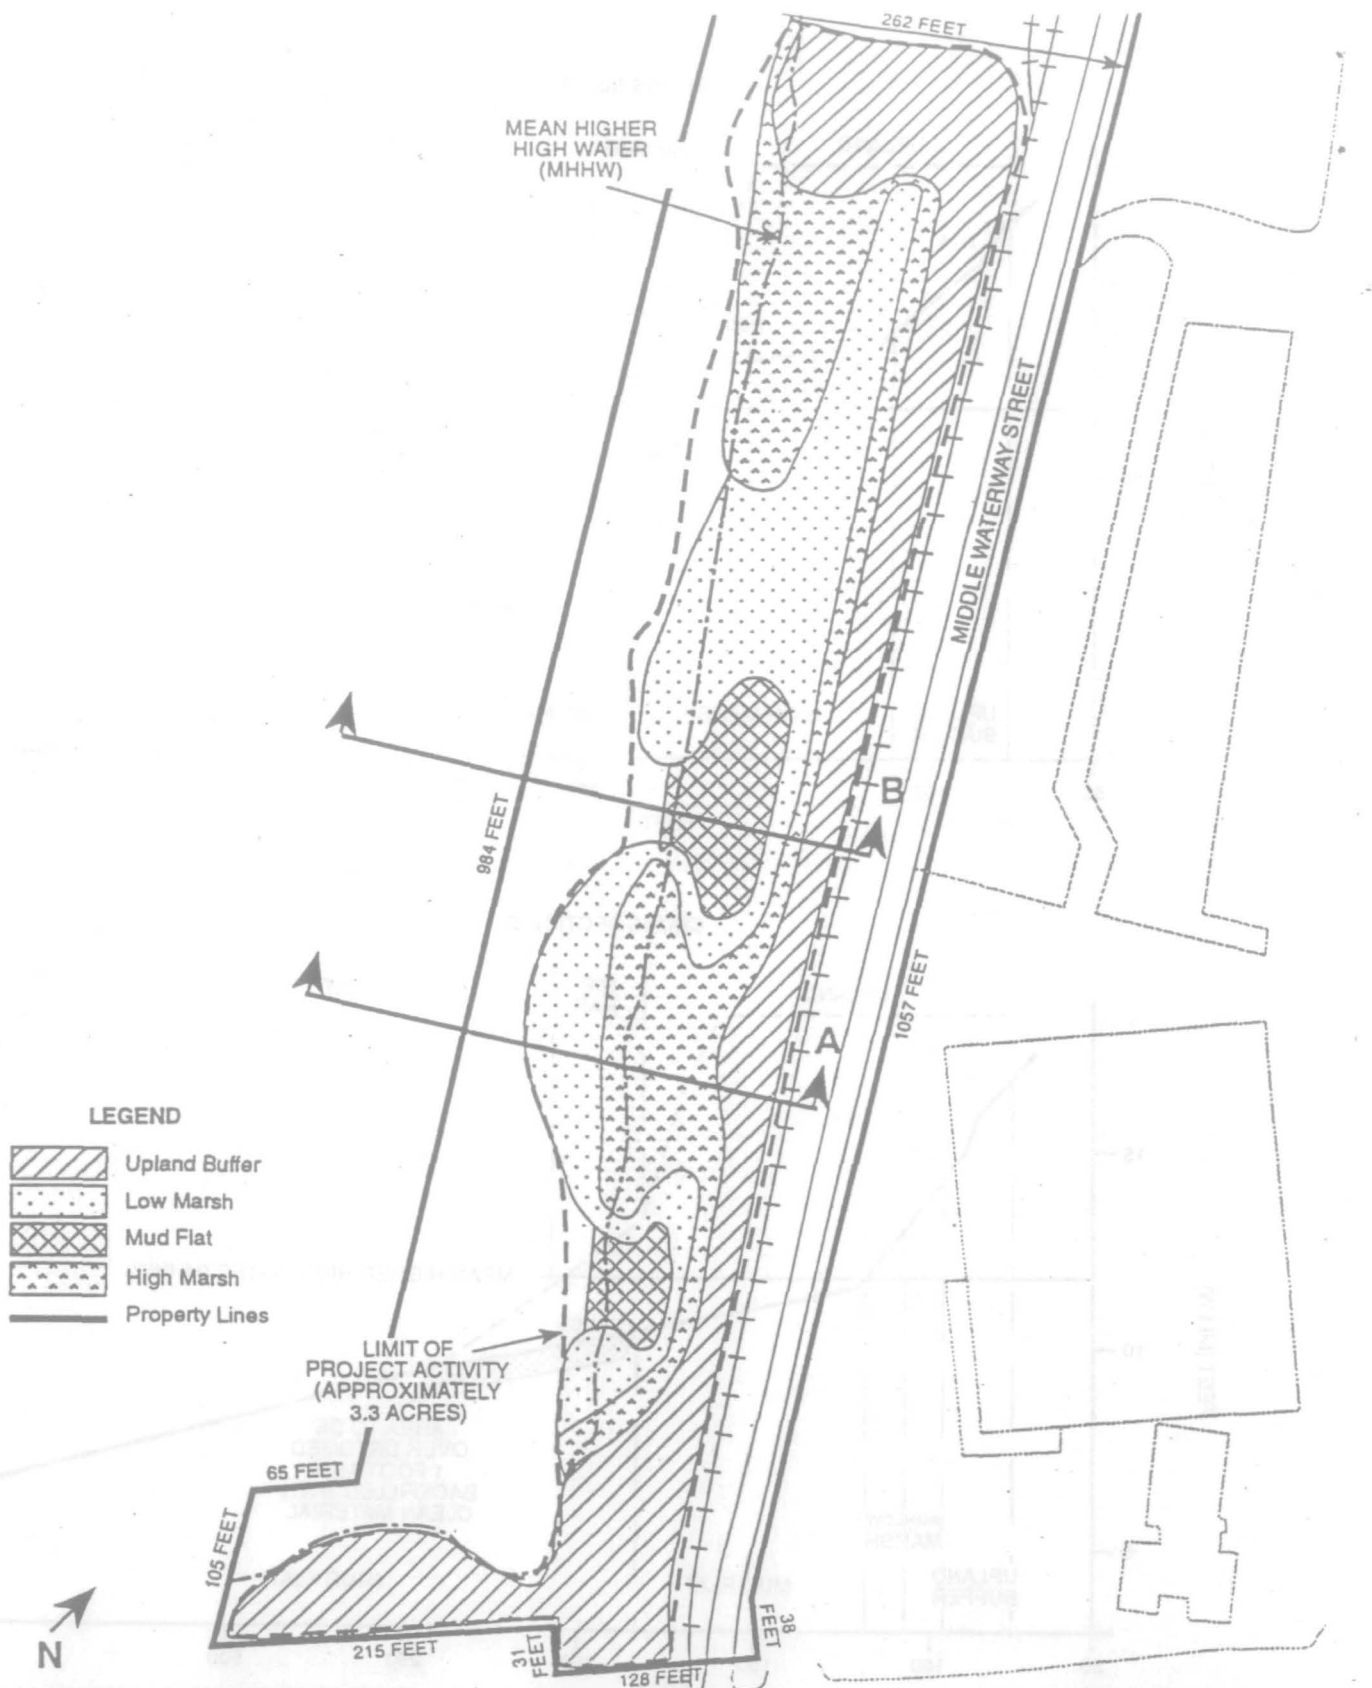 262 FEET
MEAN HIGHER
HIGH WATER
(MHHW)
MIDDLE WATERWAY STREET
B
984 FEET
1057 FEET
A
LEGEND
Upland Buffer
Low Marsh
Mud Flat
High Marsh
Property Lines
LIMIT OF
PROJECT ACTIVITY
(APPROXIMATELY
3.3 ACRES)
65 FEET
105 FEET
N
215 FEET
31
FEET
128 FEET
38
FEET